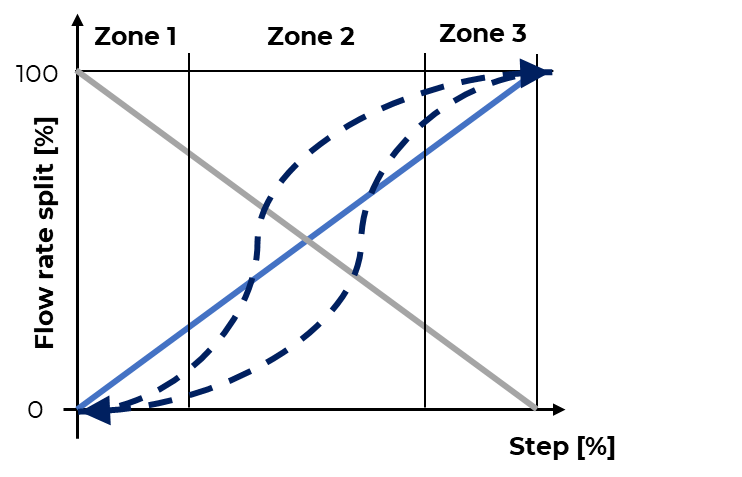 Zone 1
Zone 2
Zone 3
100
Flow rate split [%]
0
Step [%]